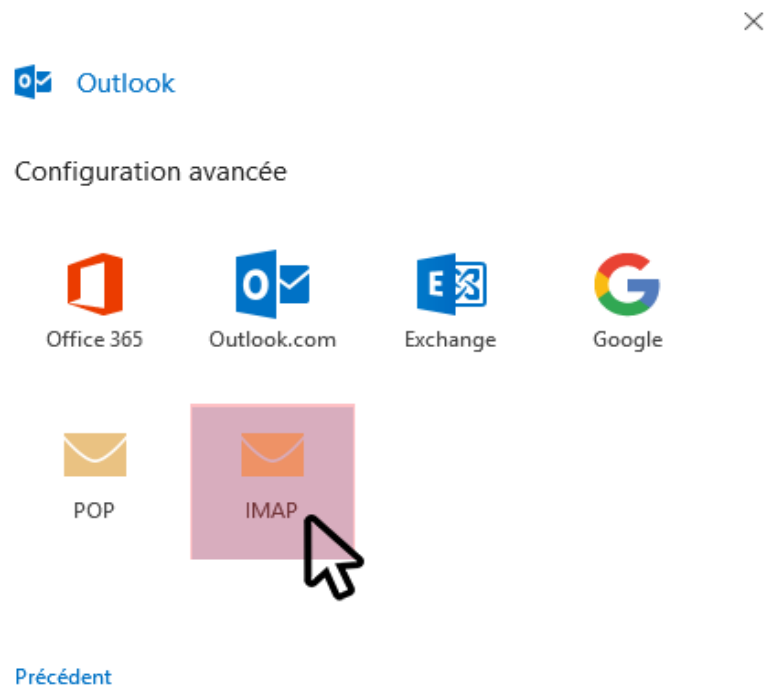 Outlook
Configuration avancée
Office 365 Outlook.com Exchange Google
POP IMAP
Précédent